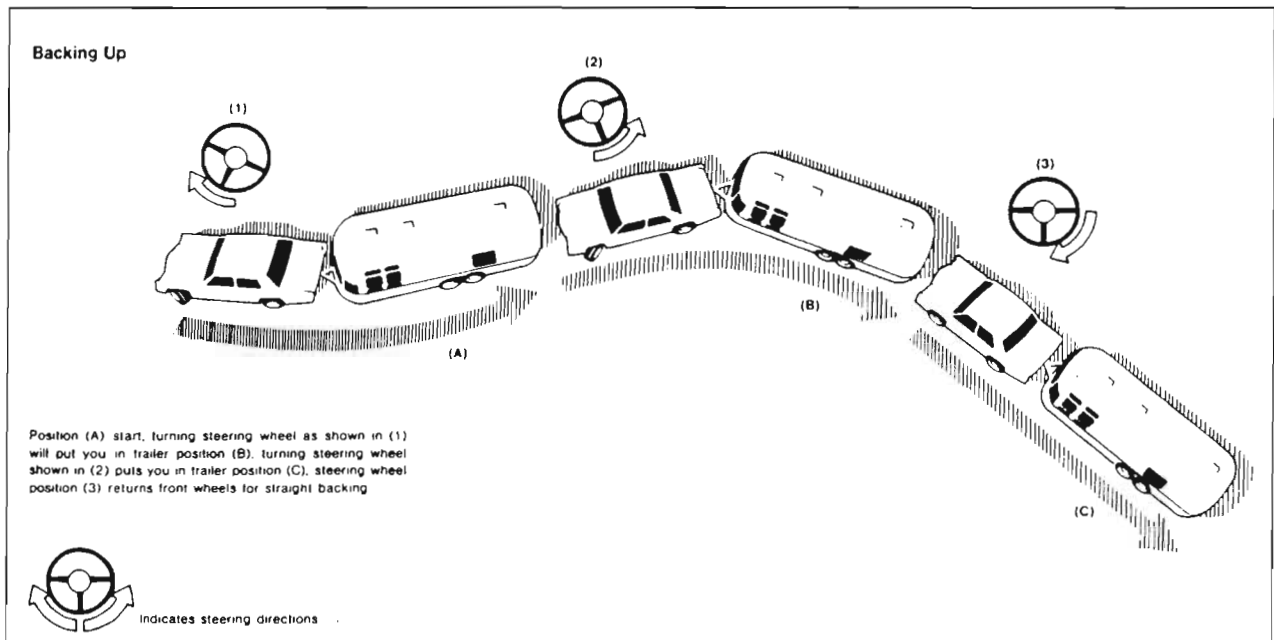 Backing Up
(1)
(2)
(3)
(A)
(B)
(C)
Position (A) start, turning steering wheel as shown in (1)
will put you in trailer position (B), turning steering wheel
shown in (2) puts you in trailer position (C), steering wheel
position (3) returns front wheels for straight backing
Indicates steering directions